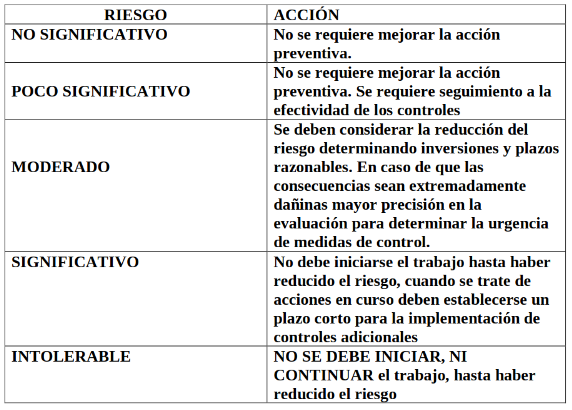 RIESGO
ACCIÓN
NO SIGNIFICATIVO
No se requiere mejorar la acción
preventiva.
POCO SIGNIFICATIVO
No se requiere mejorar la acción
preventiva. Se requiere seguimiento a la
efectividad de los controles
MODERADO
Se deben considerar la reducción del
riesgo determinando inversiones y plazos
razonables. En caso de que las
consecuencias sean extremadamente
dañinas mayor precisión en la
evaluación para determinar la urgencia
de medidas de control.
SIGNIFICATIVO
No debe iniciarse el trabajo hasta haber
reducido el riesgo, cuando se trate de
acciones en curso deben establecerse un
plazo corto para la implementación de
controles adicionales
INTOLERABLE
NO SE DEBE INICIAR, NI
CONTINUAR el trabajo, hasta haber
reducido el riesgo